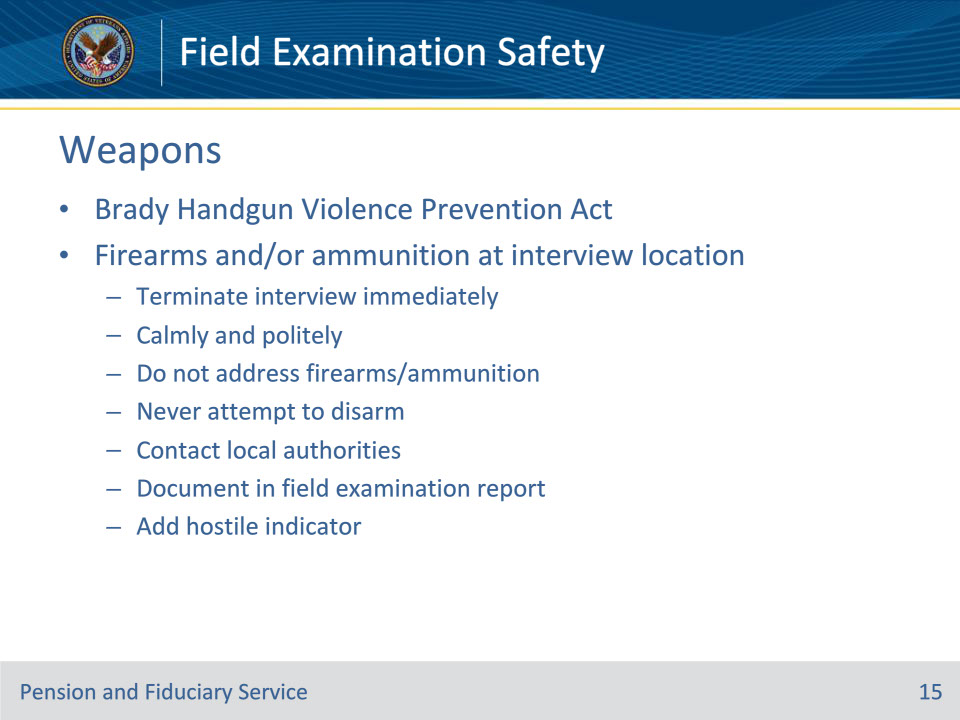 Field Examination Safety
Weapons
• Brady Handgun Violence Prevention Act
• Firearms and/or ammunition at interview location
– Terminate interview immediately
– Calmly and politely
– Do not address firearms/ammunition
– Never attempt to disarm
– Contact local authorities
– Document in field examination report
– Add hostile indicator
Pension and Fiduciary Service
15